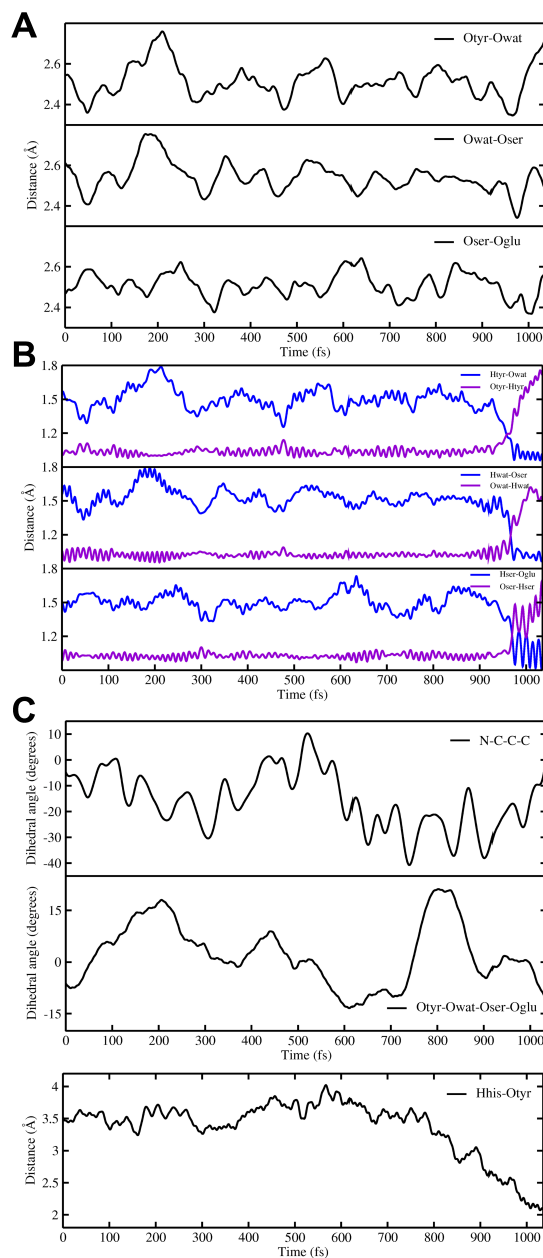 A
Otyr-Owat
2.6
2.4
Owat-Oser
2.6
2.4
Distance (Å)
Oser-Oglu
2.6
2.4
0 100 200 300 400 500 600 700 800 900 1000
Time (fs)
B
1.8
Htyr-Owat
Otyr-Htyr
1.5
1.2
1.8
Hwat-Oser
Owat-Hwat
1.5
1.2
Distance (Å)
1.8
Hser-Oglu
Oser-Hser
1.5
1.2
0 100 200 300 400 500 600 700 800 900 1000
Time (fs)
C
10
N-C-C-C
0
-10
-20
-30
-40
Dihedral angle (degrees)
15
0
-15
Dihedral angle (degrees)
Otyr-Owat-Oser-Oglu
0 100 200 300 400 500 600 700 800 900 1000
Time (fs)
4
Hhis-Otyr
3.5
3
2.5
2
Distance (Å)
0 100 200 300 400 500 600 700 800 900 1000
Time (fs)